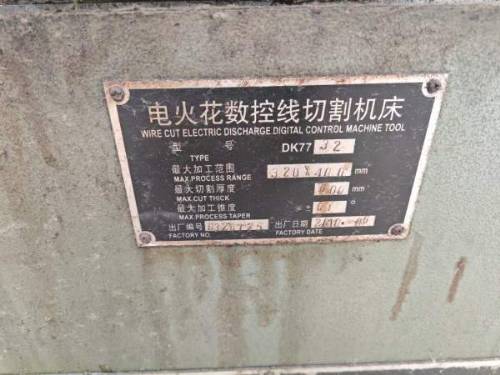 电火花数控线切割机床
WIRE CUT ELECTRIC DISCHARGE DIGITAL CONTROL MACHINE TOOL
型 号 DK77 32
TYPE
最大加工范围 320 X 400 mm
MAX.PROCESS RANGE
最大切割厚度 mm
MAX.CUT THICK
最大加工锥度 °
MAX.PROCESS TAPER
出厂编号 出厂日期
FACTORY NO. FACTORY DATE